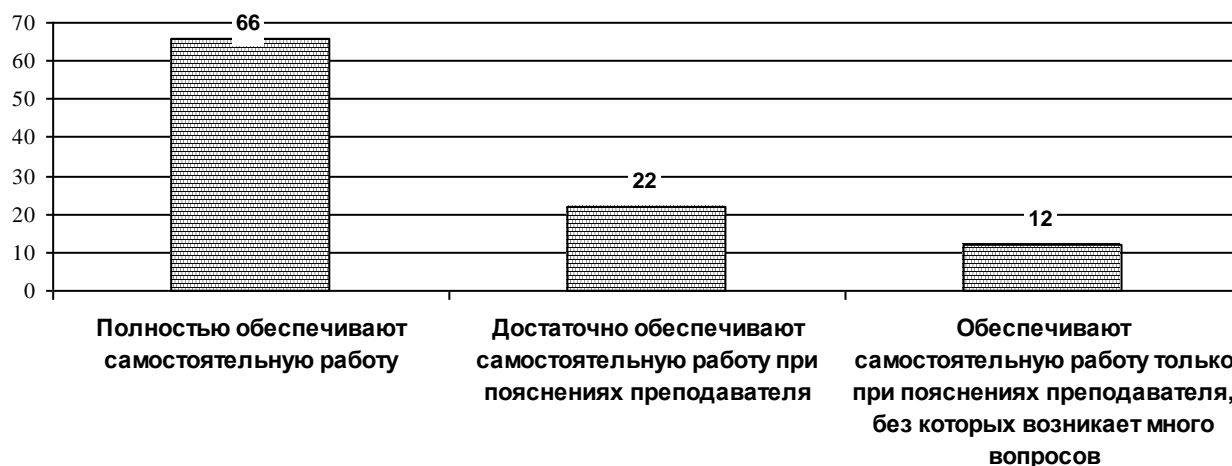 70
60
50
40
30
20
10
0
66
22
12
Полностью обеспечивают
самостоятельную работу
Достаточно обеспечивают
самостоятельную работу при
пояснениях преподавателя
Обеспечивают
самостоятельную работу только
при пояснениях преподавателя,
без которых возникает много
вопросов